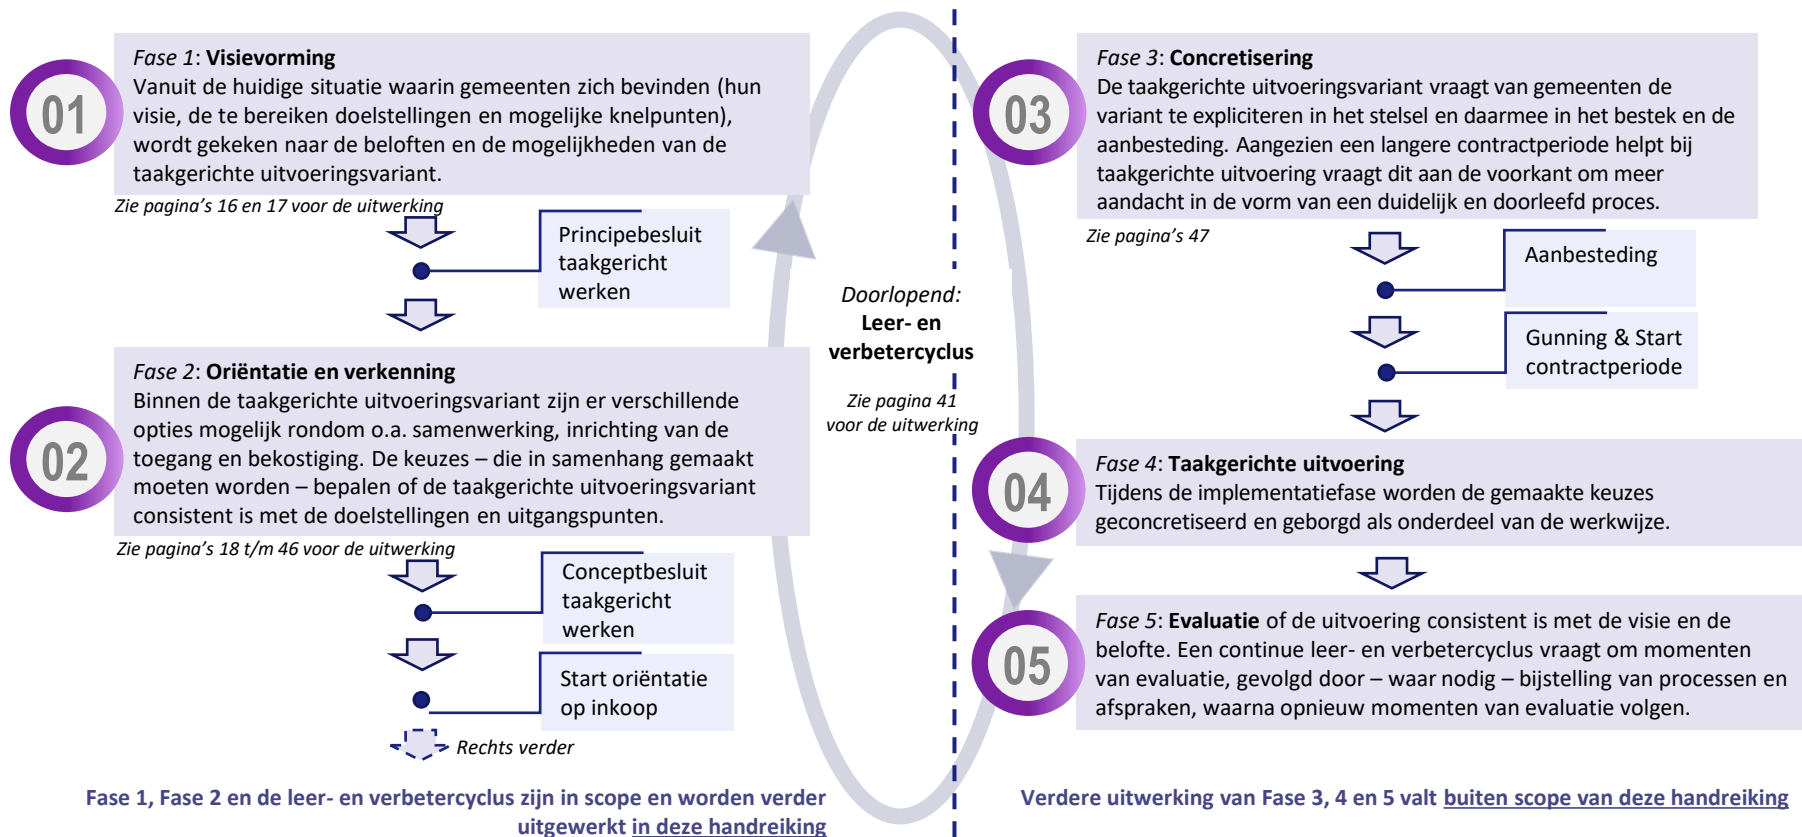 01
Fase 1: Visievorming
Vanuit de huidige situatie waarin gemeenten zich bevinden (hun
visie, de te bereiken doelstellingen en mogelijke knelpunten),
wordt gekeken naar de beloften en de mogelijkheden van de
taakgerichte uitvoeringsvariant.
Zie pagina's 16 en 17 voor de uitwerking
Principebesluit
taakgericht
werken
02
Fase 2: Oriëntatie en verkenning
Binnen de taakgerichte uitvoeringsvariant zijn er verschillende
opties mogelijk rondom o.a. samenwerking, inrichting van de
toegang en bekostiging. De keuzes – die in samenhang gemaakt
moeten worden – bepalen of de taakgerichte uitvoeringsvariant
consistent is met de doelstellingen en uitgangspunten.
Zie pagina's 18 t/m 46 voor de uitwerking
Conceptbesluit
taakgericht
werken
Start oriëntatie
op inkoop
Rechts verder
Fase 1, Fase 2 en de leer- en verbetercyclus zijn in scope en worden verder
uitgewerkt in deze handreiking
Doorlopend:
Leer- en
verbetercyclus
Zie pagina 41
voor de uitwerking
03
Fase 3: Concretisering
De taakgerichte uitvoeringsvariant vraagt van gemeenten de
variant te expliciteren in het stelsel en daarmee in het bestek en de
aanbesteding. Aangezien een langere contractperiode helpt bij
taakgerichte uitvoering vraagt dit aan de voorkant om meer
aandacht in de vorm van een duidelijk en doorleefd proces.
Zie pagina's 47
Aanbesteding
Gunning & Start
contractperiode
04
Fase 4: Taakgerichte uitvoering
Tijdens de implementatiefase worden de gemaakte keuzes
geconcretiseerd en geborgd als onderdeel van de werkwijze.
05
Fase 5: Evaluatie of de uitvoering consistent is met de visie en de
belofte. Een continue leer- en verbetercyclus vraagt om momenten
van evaluatie, gevolgd door – waar nodig – bijstelling van processen en
afspraken, waarna opnieuw momenten van evaluatie volgen.
Verdere uitwerking van Fase 3, 4 en 5 valt buiten scope van deze handreiking